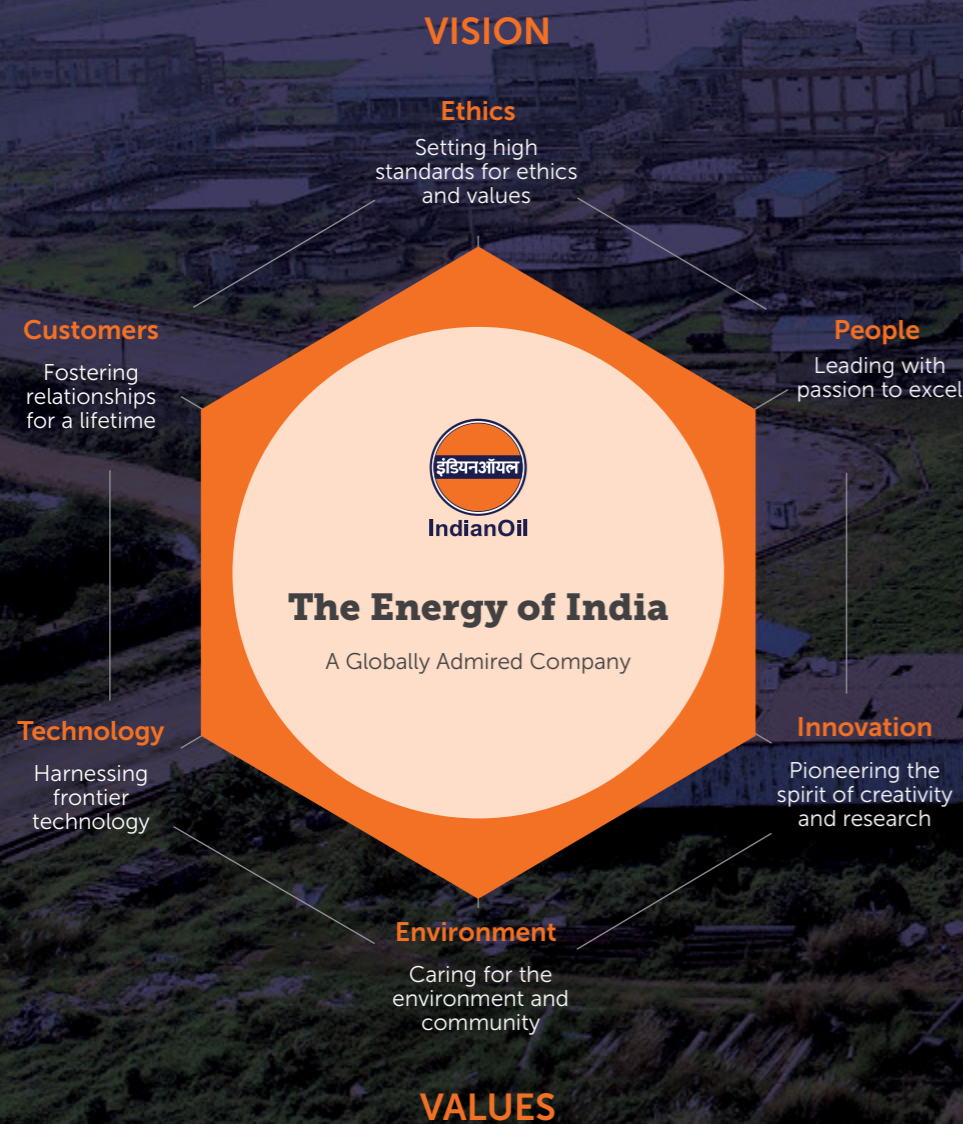 VISION
Ethics
Setting high
standards for ethics
and values
Customers
Fostering
relationships
for a lifetime
People
Leading with
passion to excel
इंडियनऑयल
IndianOil
The Energy of India
A Globally Admired Company
Technology
Harnessing
frontier
technology
Innovation
Pioneering the
spirit of creativity
and research
Environment
Caring for the
environment and
community
VALUES